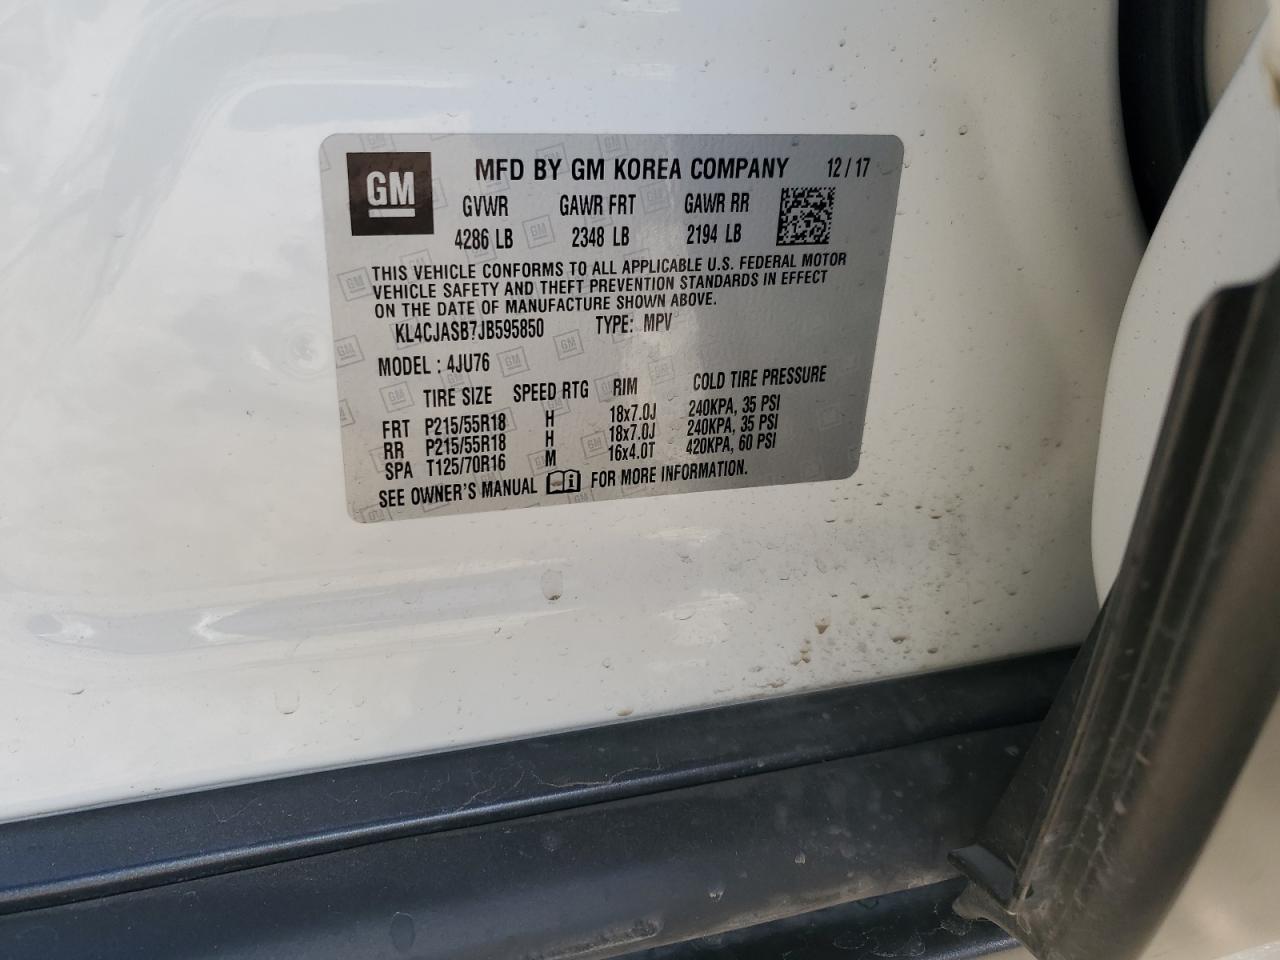 GM
MFD BY GM KOREA COMPANY 12/17
GVWR GAWR FRT GAWR RR
4286 LB 2348 LB 2194 LB
THIS VEHICLE CONFORMS TO ALL APPLICABLE U.S. FEDERAL MOTOR
VEHICLE SAFETY AND THEFT PREVENTION STANDARDS IN EFFECT
ON THE DATE OF MANUFACTURE SHOWN ABOVE.
KL4CJASB7JB595850 TYPE: MPV
MODEL : 4JU76
TIRE SIZE SPEED RTG RIM COLD TIRE PRESSURE
FRT P215/55R18 H 18x7.0J 240KPA, 35 PSI
RR P215/55R18 H 18x7.0J 240KPA, 35 PSI
SPA T125/70R16 M 16x4.0T 420KPA, 60 PSI
SEE OWNER'S MANUAL FOR MORE INFORMATION.